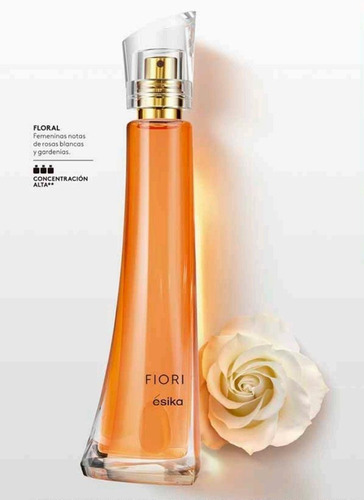 FLORAL
Femeninas notas
de rosas blancas
y gardenias.
CONCENTRACIÓN
ALTA**
FIORI
ésika